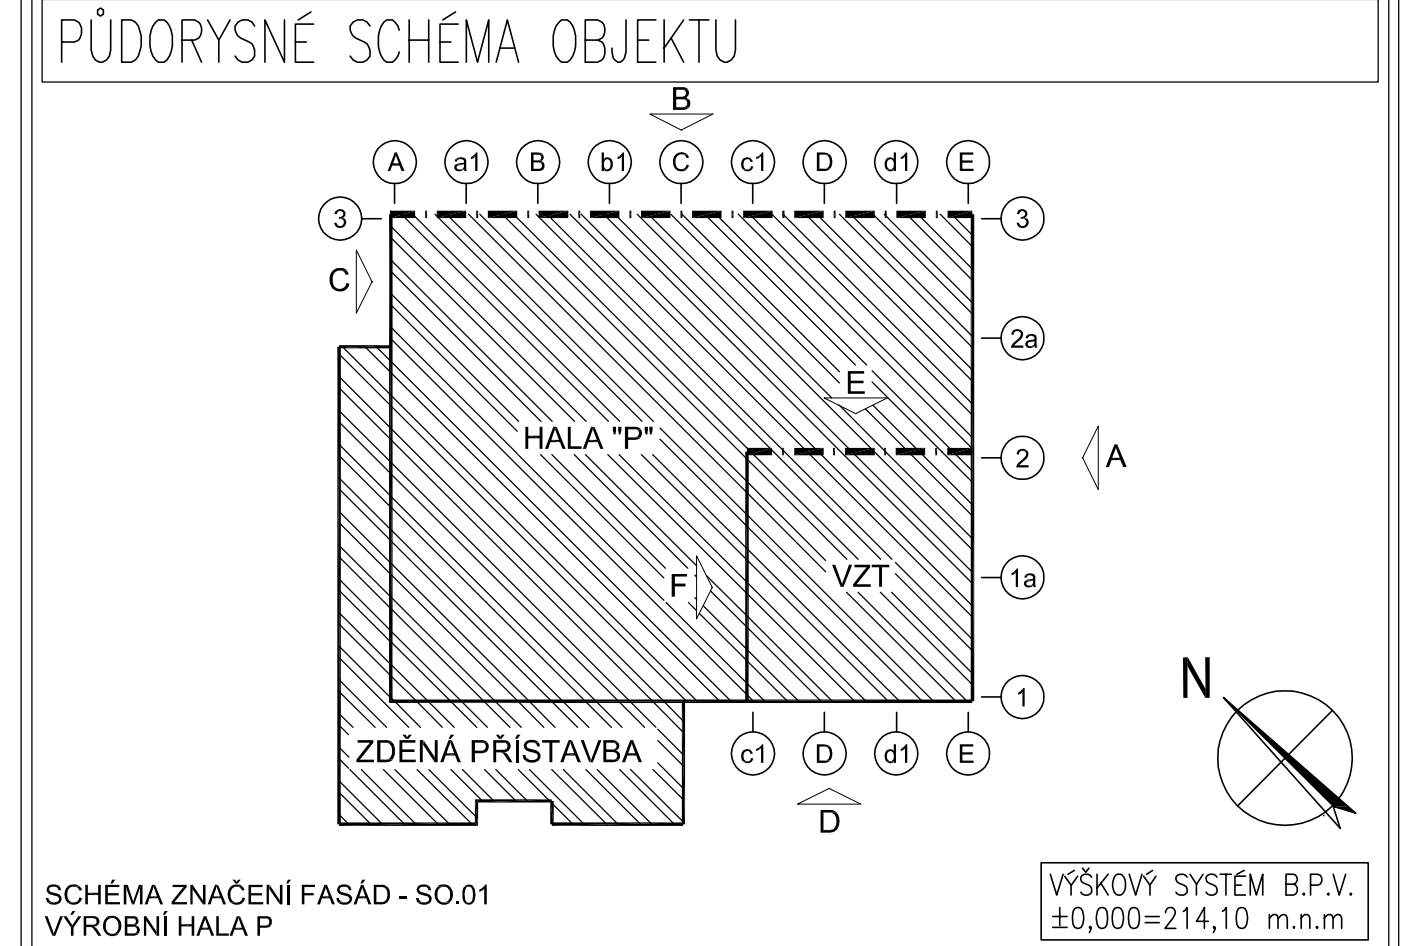 PŮDORYSNÉ SCHÉMA OBJEKTU
B
A a1 B b1 C c1 D d1 E
3 3
C
2a
E
HALA "P"
2 A
F VZT 1a
N
1
ZDĚNÁ PŘÍSTAVBA c1 D d1 E
D
SCHÉMA ZNAČENÍ FASÁD - SO.01
VÝROBNÍ HALA P
VÝŠKOVÝ SYSTÉM B.P.V.
±0,000=214,10 m.n.m